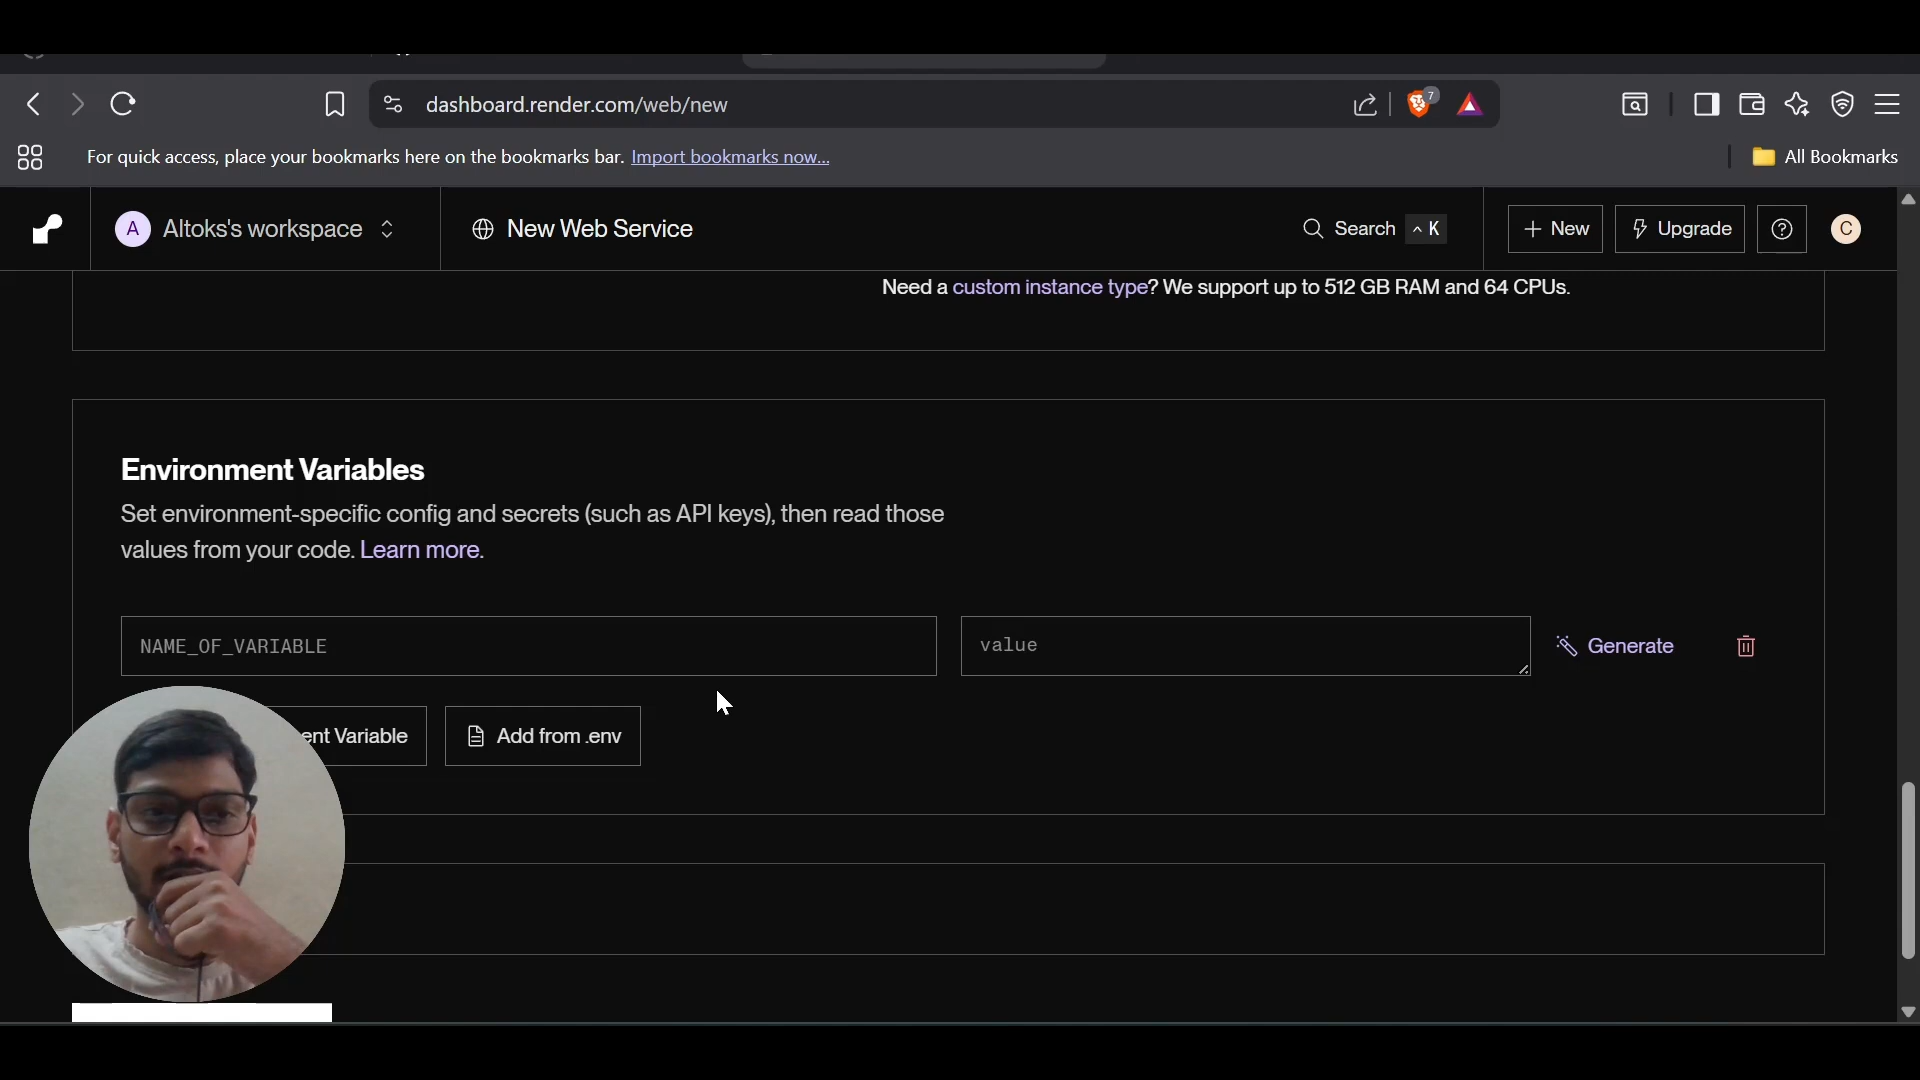 dashboard.render.com/web/new
7
For quick access, place your bookmarks here on the bookmarks bar. Import bookmarks now...
All Bookmarks
A Altoks's workspace
New Web Service
Search ^ K
+ New
Upgrade
?
C
Need a custom instance type? We support up to 512 GB RAM and 64 CPUs.
Environment Variables
Set environment-specific config and secrets (such as API keys), then read those
values from your code. Learn more.
NAME_OF_VARIABLE
value
Generate
ent Variable
Add from .env